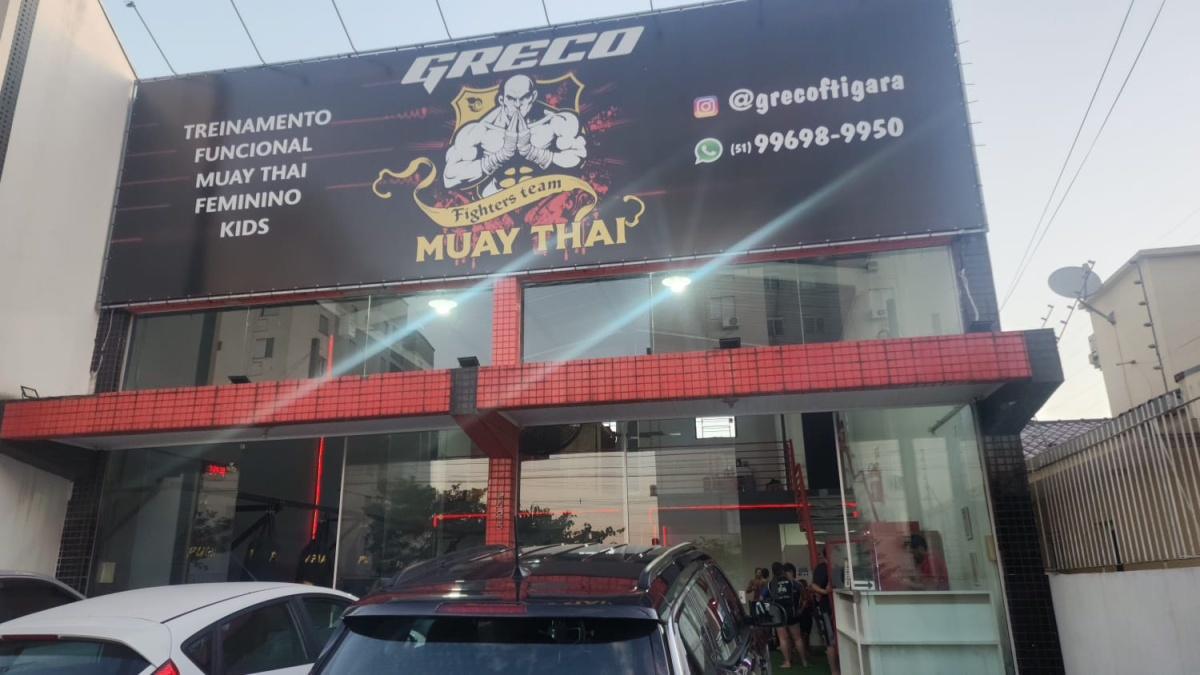 GRECO
TREINAMENTO
FUNCIONAL
MUAY THAI
FEMININO
KIDS
Fighters team
MUAY THAI
@grecoftigara
(51) 99698-9950